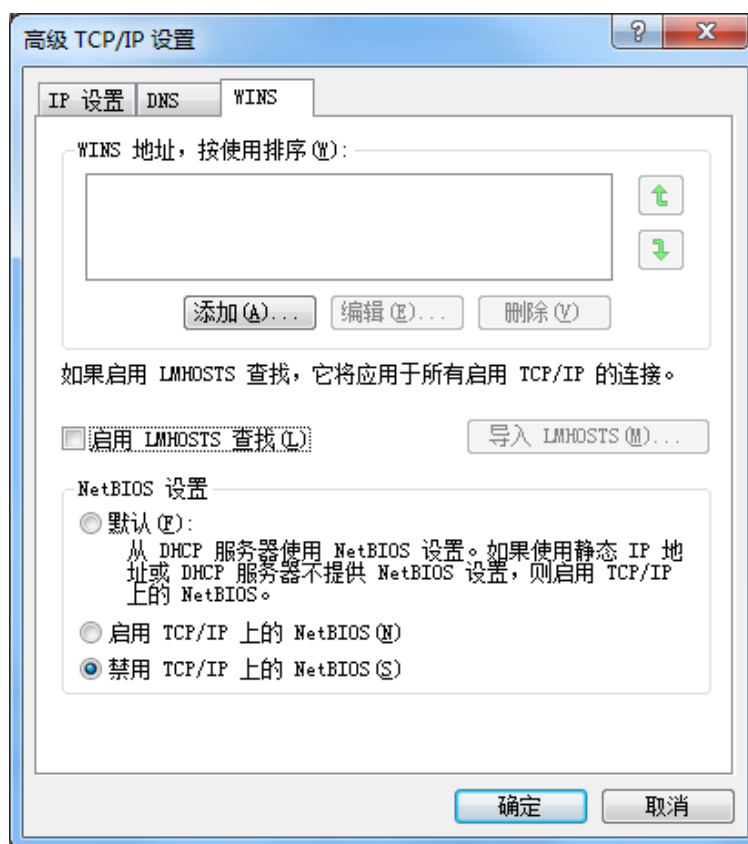 高级 TCP/IP 设置
IP 设置 DNS WINS
WINS 地址，按使用排序(W):
添加(A)... 编辑(E)... 删除(V)
如果启用 LMHOSTS 查找，它将应用于所有启用 TCP/IP 的连接。
启用 LMHOSTS 查找(L) 导入 LMHOSTS(M)...
NetBIOS 设置
默认(F):
从 DHCP 服务器使用 NetBIOS 设置。如果使用静态 IP 地
址或 DHCP 服务器不提供 NetBIOS 设置，则启用 TCP/IP
上的 NetBIOS。
启用 TCP/IP 上的 NetBIOS(N)
禁用 TCP/IP 上的 NetBIOS(S)
确定 取消